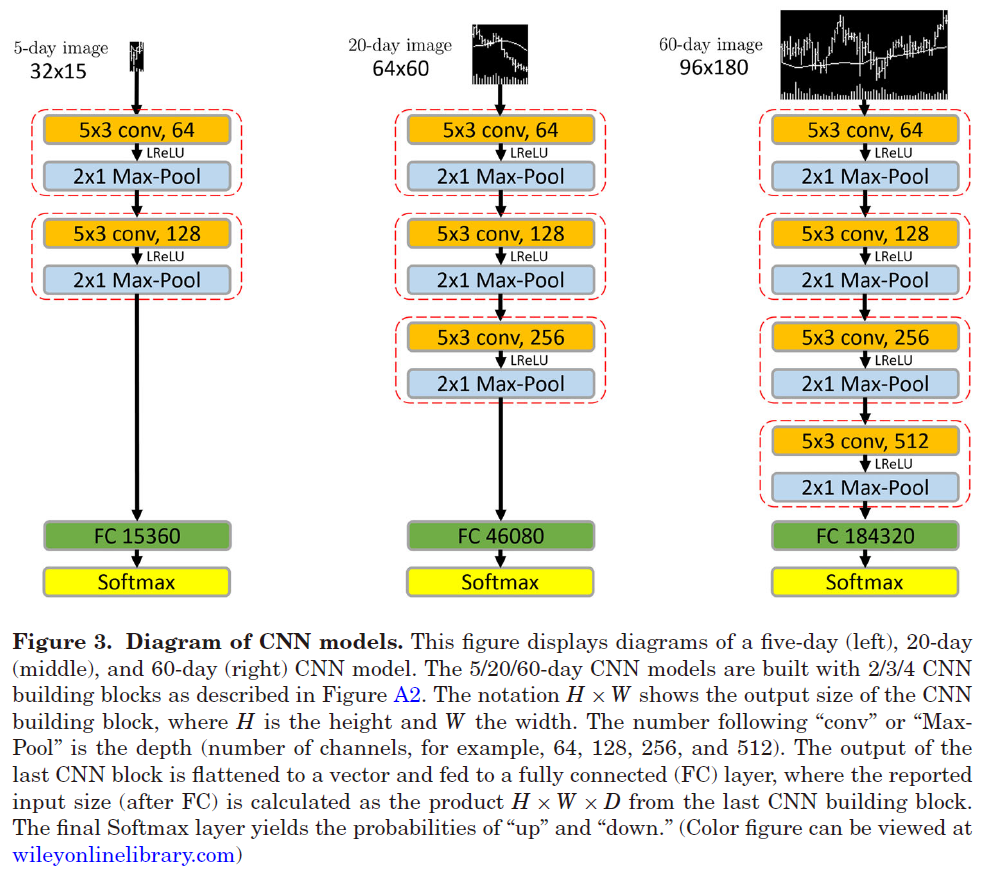 5-day image
32x15
5x3 conv, 64
LReLU
2x1 Max-Pool
5x3 conv, 128
LReLU
2x1 Max-Pool
FC 15360
Softmax
20-day image
64x60
5x3 conv, 64
LReLU
2x1 Max-Pool
5x3 conv, 128
LReLU
2x1 Max-Pool
5x3 conv, 256
LReLU
2x1 Max-Pool
FC 46080
Softmax
60-day image
96x180
5x3 conv, 64
LReLU
2x1 Max-Pool
5x3 conv, 128
LReLU
2x1 Max-Pool
5x3 conv, 256
LReLU
2x1 Max-Pool
5x3 conv, 512
LReLU
2x1 Max-Pool
FC 184320
Softmax
Figure 3. Diagram of CNN models. This figure displays diagrams of a five-day (left), 20-day
(middle), and 60-day (right) CNN model. The 5/20/60-day CNN models are built with 2/3/4 CNN
building blocks as described in Figure A2. The notation H × W shows the output size of the CNN
building block, where H is the height and W the width. The number following “conv” or “Max-
Pool” is the depth (number of channels, for example, 64, 128, 256, and 512). The output of the
last CNN block is flattened to a vector and fed to a fully connected (FC) layer, where the reported
input size (after FC) is calculated as the product H × W × D from the last CNN building block.
The final Softmax layer yields the probabilities of “up” and “down.” (Color figure can be viewed at
wileyonlinelibrary.com)